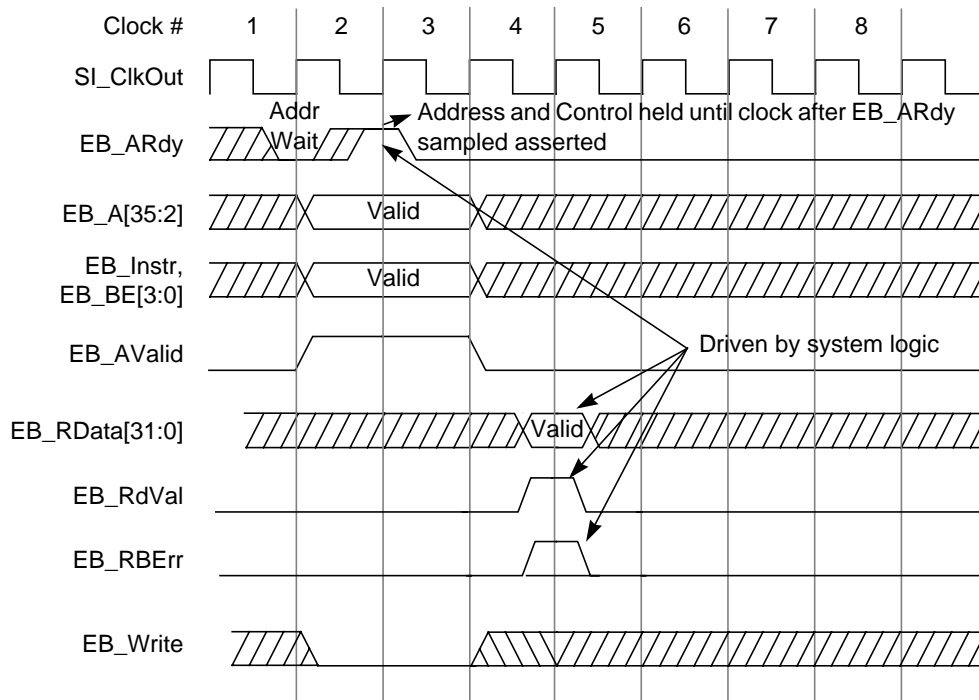 Clock # 1 2 3 4 5 6 7 8
SI_ClkOut
Addr
Wait
Address and Control held until clock after EB_ARdy
sampled asserted
EB_ARdy
EB_A[35:2] Valid
EB_Instr,
EB_BE[3:0] Valid
EB_AValid
Driven by system logic
EB_RData[31:0] Valid
EB_RdVal
EB_RBErr
EB_Write